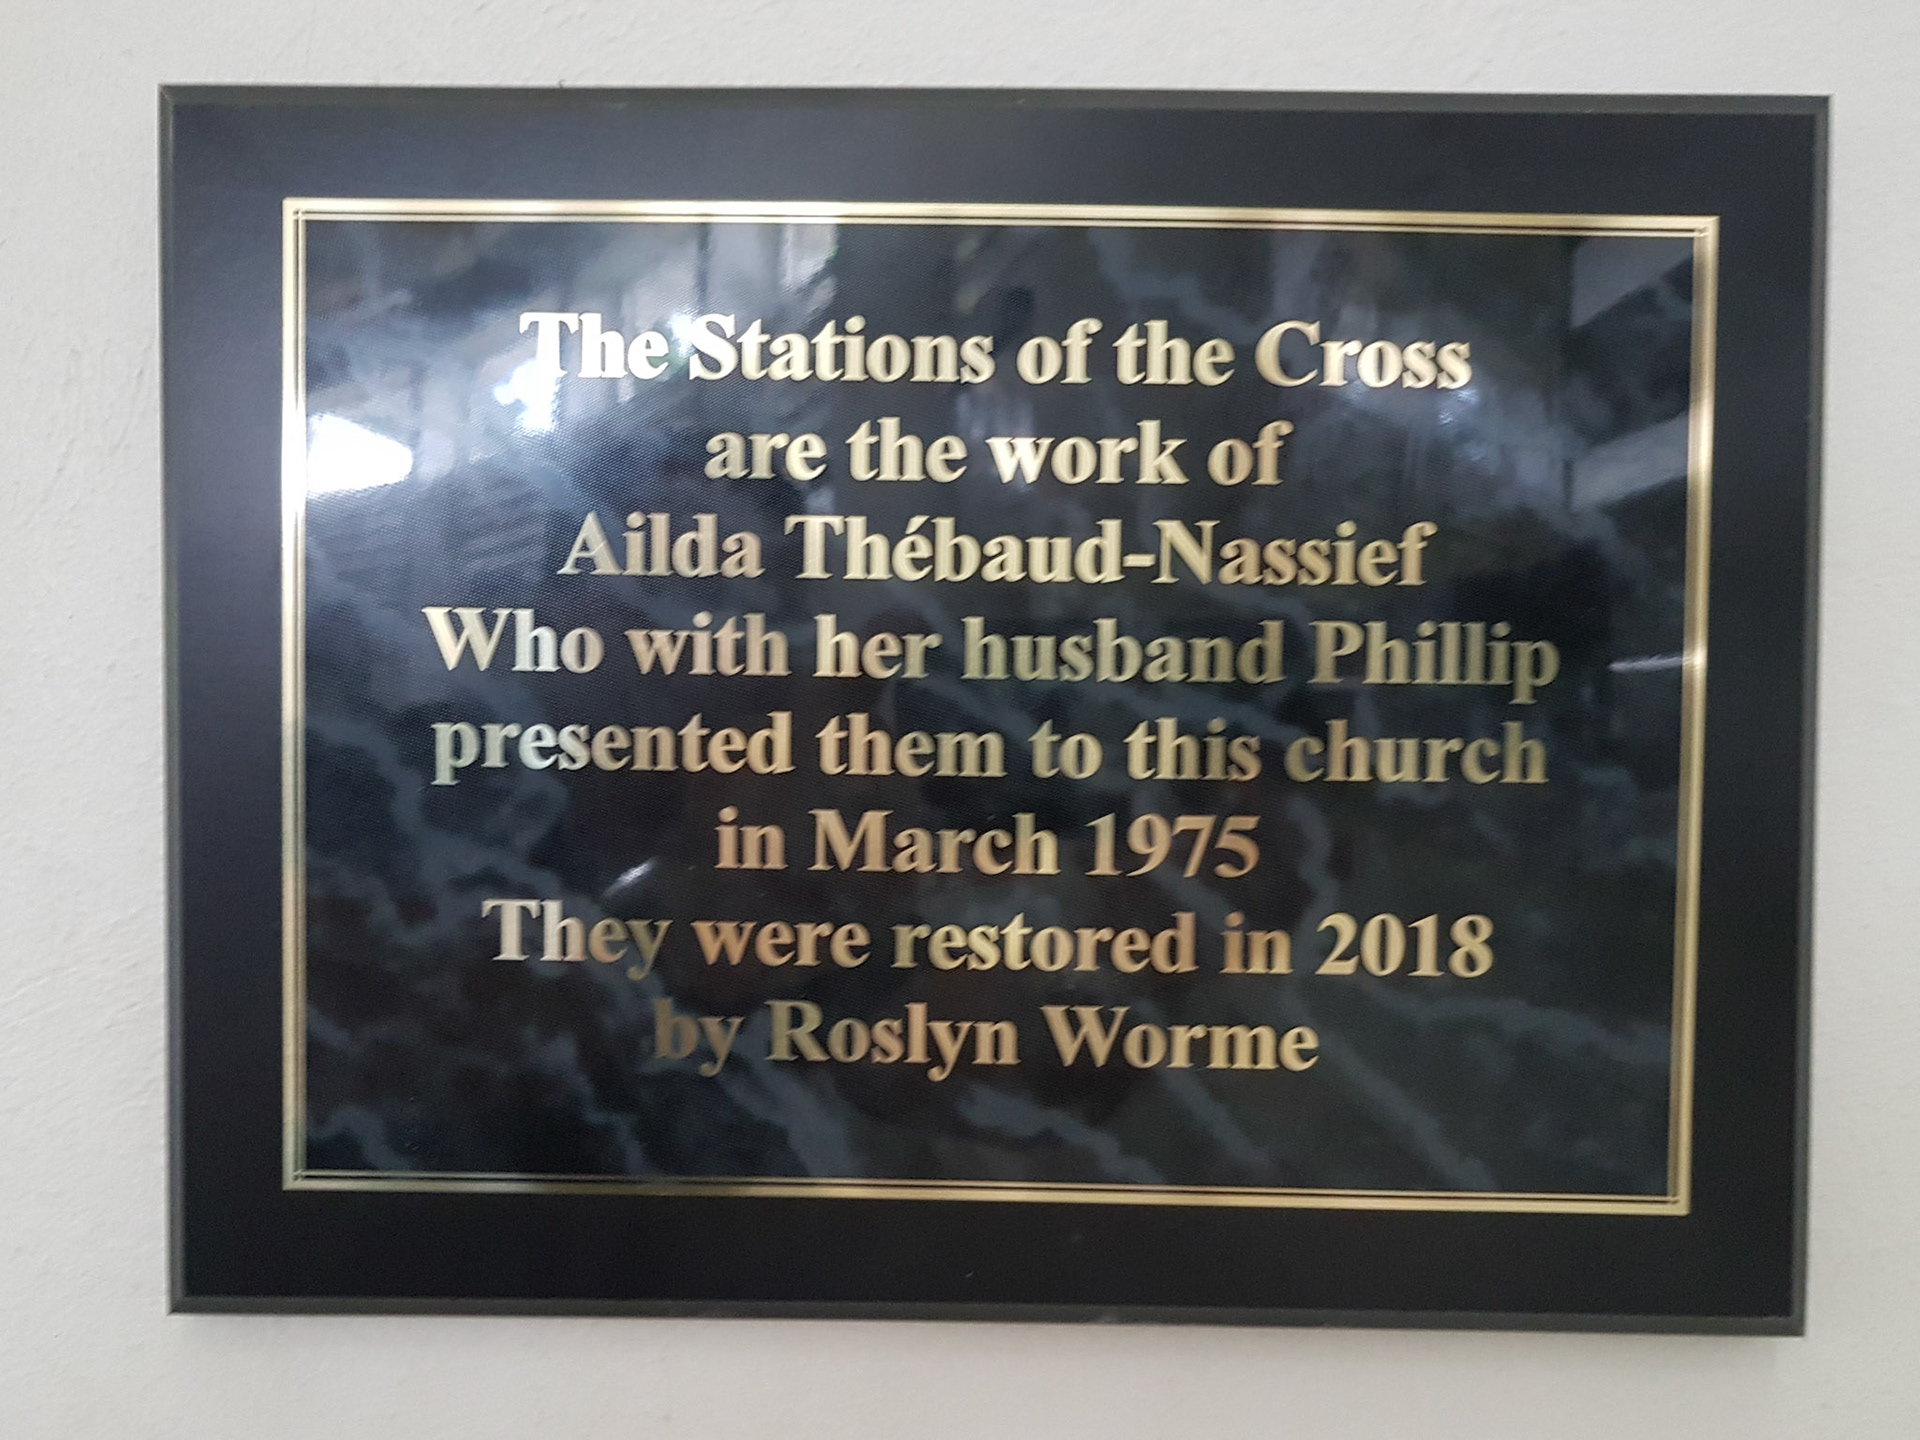 The Stations of the Cross
are the work of
Ailda Thébaud-Nassief
Who with her husband Phillip
presented them to this church
in March 1975
They were restored in 2018
by Roslyn Worme